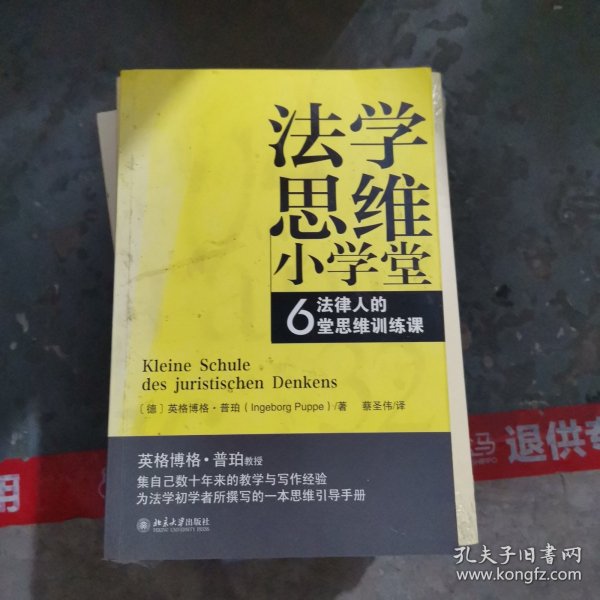 法学
思维
小学堂
6
法律人的
堂思维训练课
Kleine Schule
des juristischen Denkens
［德］英格博格·普珀（Ingeborg Puppe）/著 蔡圣伟/译
英格博格·普珀教授
集自己数十年来的教学与写作经验
为法学初学者所撰写的一本思维引导手册
北京大学出版社
用
马
退供专
孔夫子旧书网
www.kongfz.com